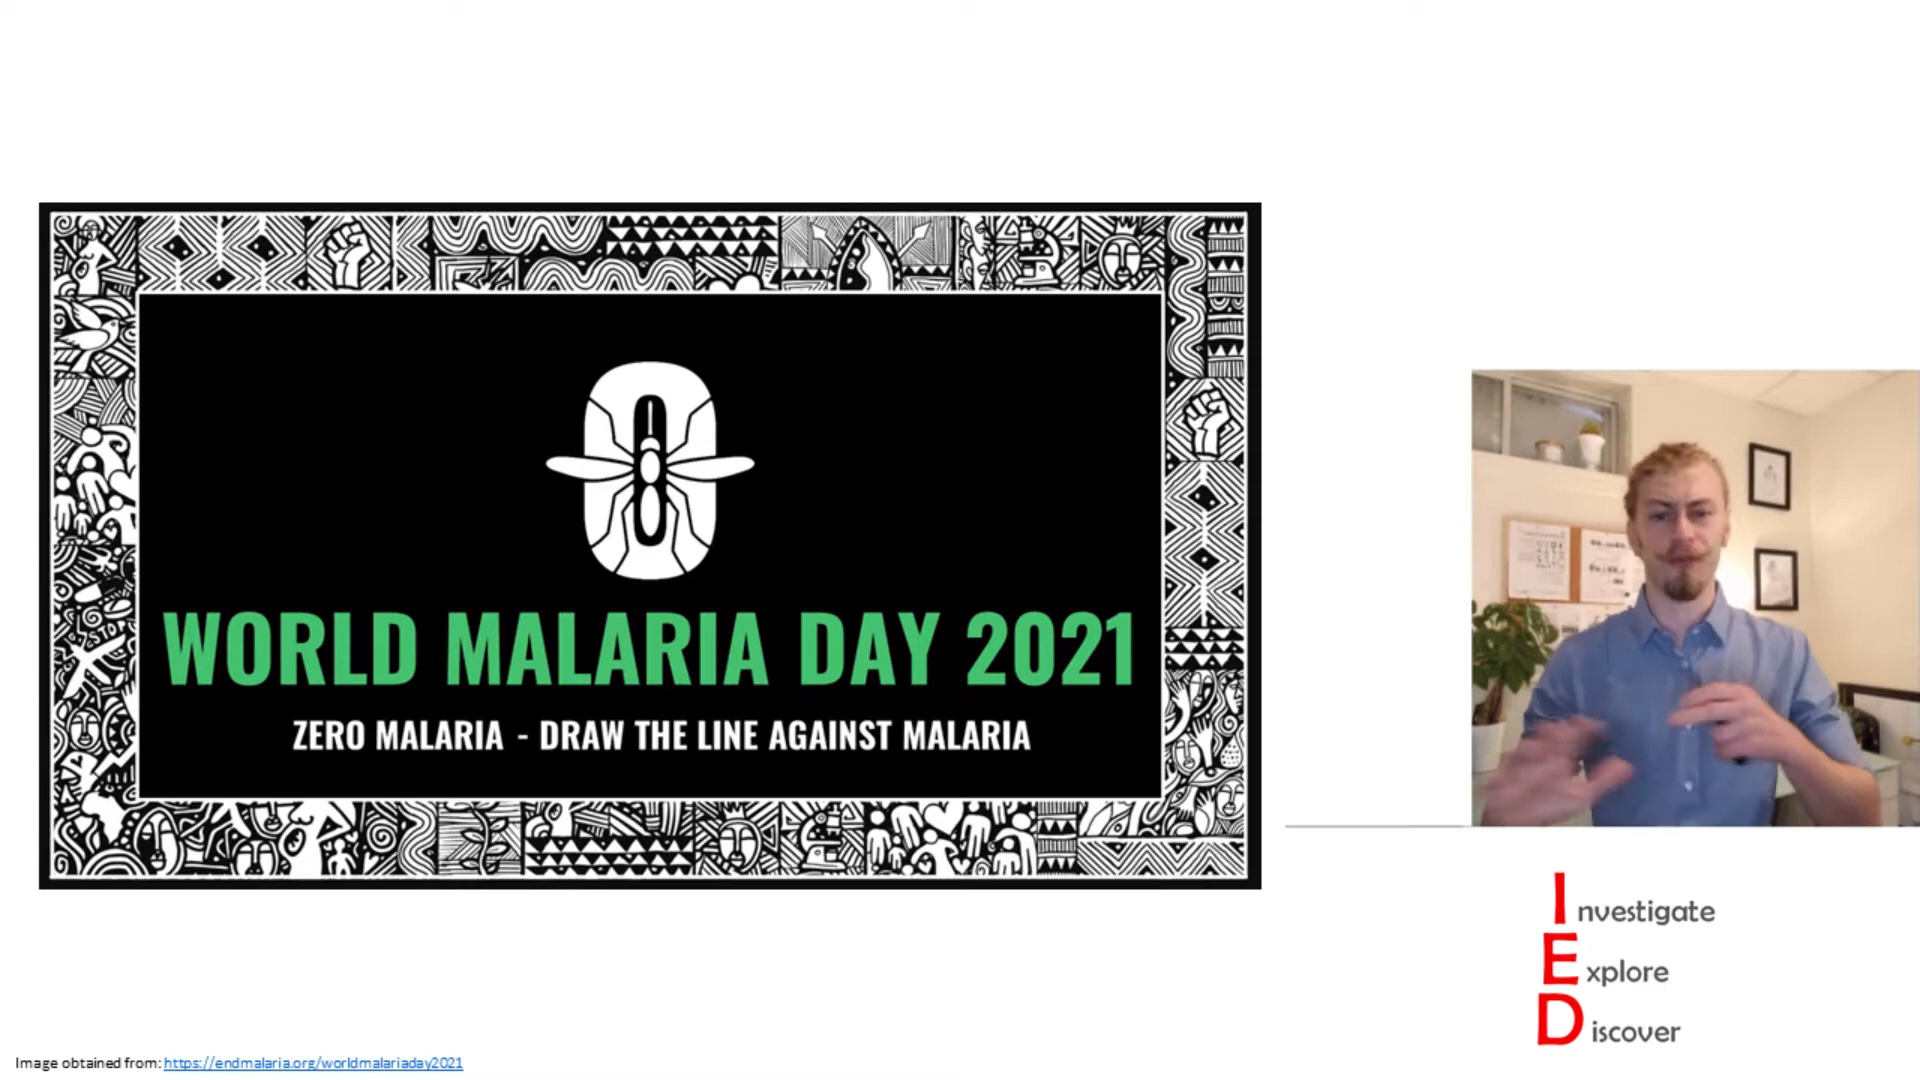 WORLD MALARIA DAY 2021
ZERO MALARIA - DRAW THE LINE AGAINST MALARIA
Investigate
Explore
Discover
Image obtained from: https://endmalaria.org/worldmalariaday2021